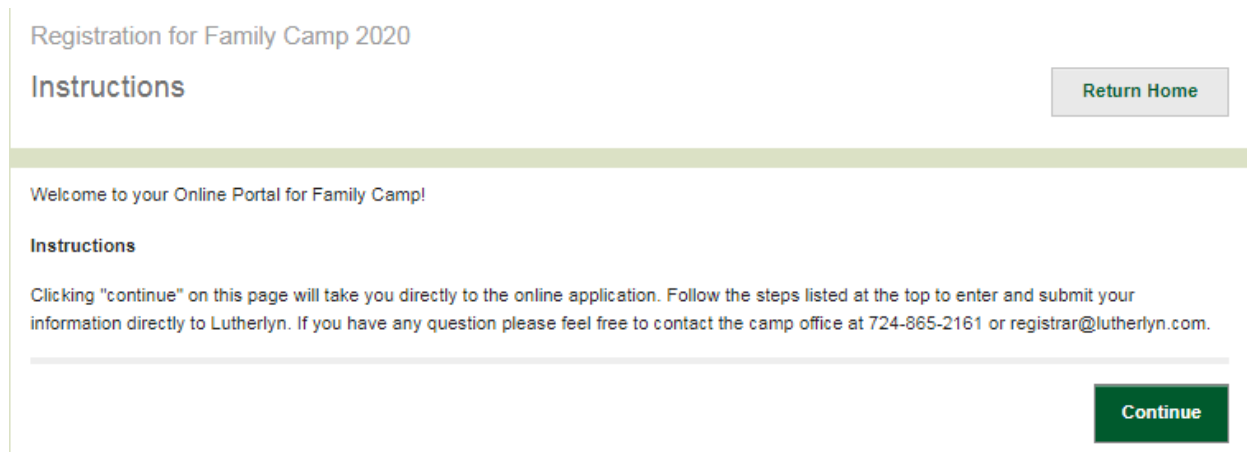 Registration for Family Camp 2020
Instructions
Return Home
Welcome to your Online Portal for Family Camp!
Instructions
Clicking "continue" on this page will take you directly to the online application. Follow the steps listed at the top to enter and submit your
information directly to Lutherlyn. If you have any question please feel free to contact the camp office at 724-865-2161 or registrar@lutherlyn.com.
Continue